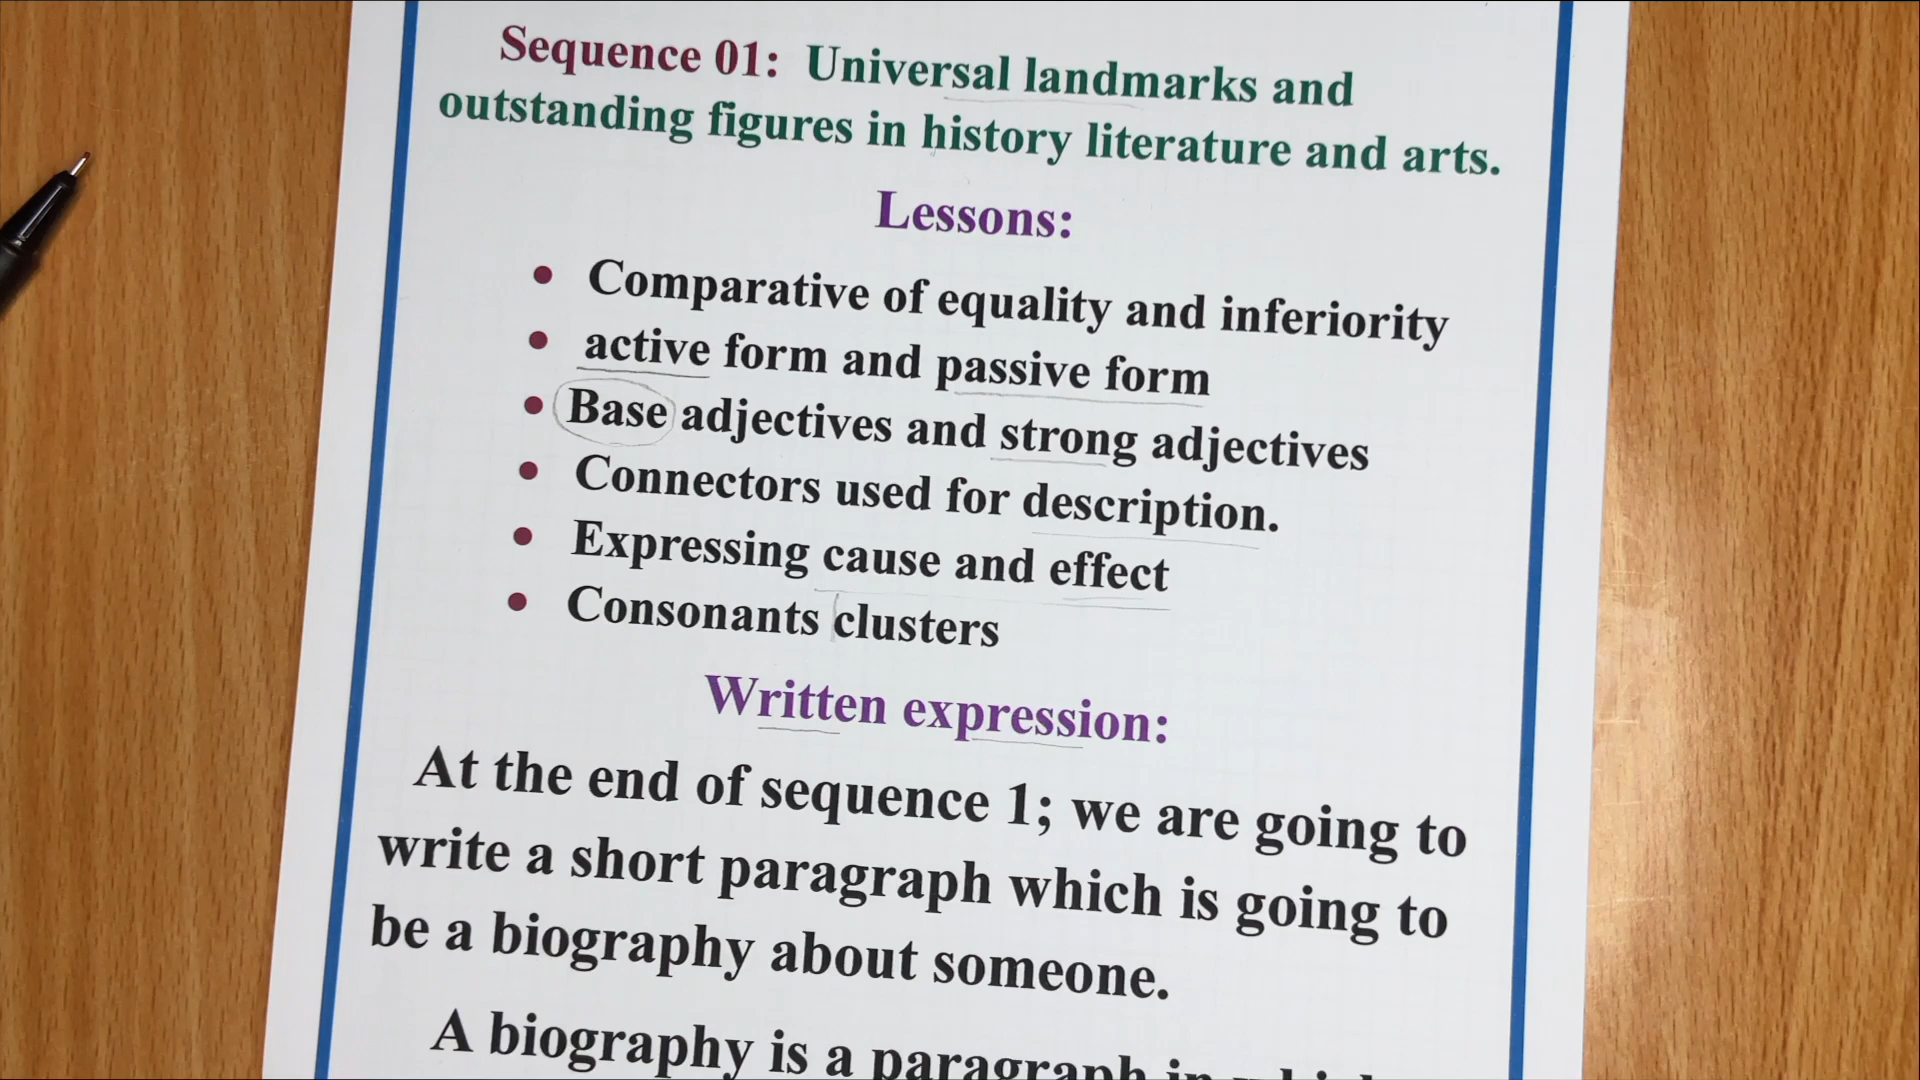 Sequence 01: Universal landmarks and
outstanding figures in history literature and arts.
Lessons:
• Comparative of equality and inferiority
• active form and passive form
• Base adjectives and strong adjectives
• Connectors used for description.
• Expressing cause and effect
• Consonants clusters
Written expression:
At the end of sequence 1; we are going to
write a short paragraph which is going to
be a biography about someone.
A biography is a paragraph in which